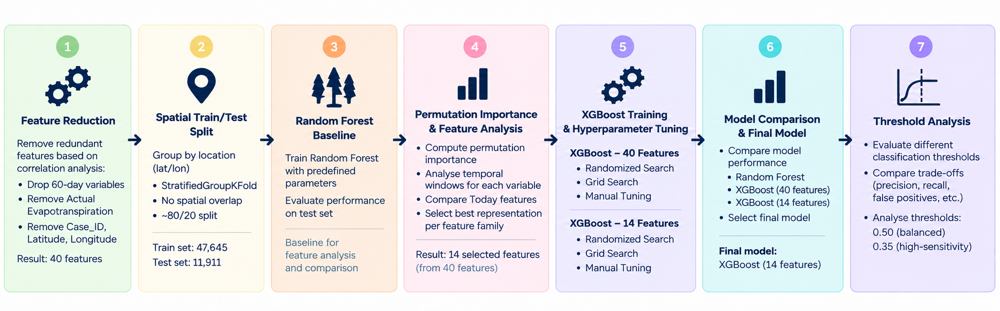 1
Feature Reduction
Remove redundant
features based on
correlation analysis:
• Drop 60-day variables
• Remove Actual
Evapotranspiration
• Remove Case_ID,
Latitude, Longitude
Result: 40 features
2
Spatial Train/Test
Split
Group by location
(lat/lon)
• StratifiedGroupKFold
• No spatial overlap
• ~80/20 split
Train set: 47,645
Test set: 11,911
3
Random Forest
Baseline
Train Random Forest
with predefined
parameters
Evaluate performance
on test set
Baseline for
feature analysis
and comparison
4
Permutation Importance
& Feature Analysis
• Compute permutation
importance
• Analyse temporal
windows for each variable
• Compare Today features
• Select best representation
per feature family
Result: 14 selected features
(from 40 features)
5
XGBoost Training
& Hyperparameter Tuning
XGBoost – 40 Features
• Randomized Search
• Grid Search
• Manual Tuning
XGBoost – 14 Features
• Randomized Search
• Grid Search
• Manual Tuning
6
Model Comparison
& Final Model
• Compare model
performance
• Random Forest
• XGBoost (40 features)
• XGBoost (14 features)
• Select final model
Final model:
XGBoost (14 features)
7
Threshold Analysis
• Evaluate different
classification thresholds
• Compare trade-offs
(precision, recall,
false positives, etc.)
• Analyse thresholds:
0.50 (balanced)
0.35 (high-sensitivity)